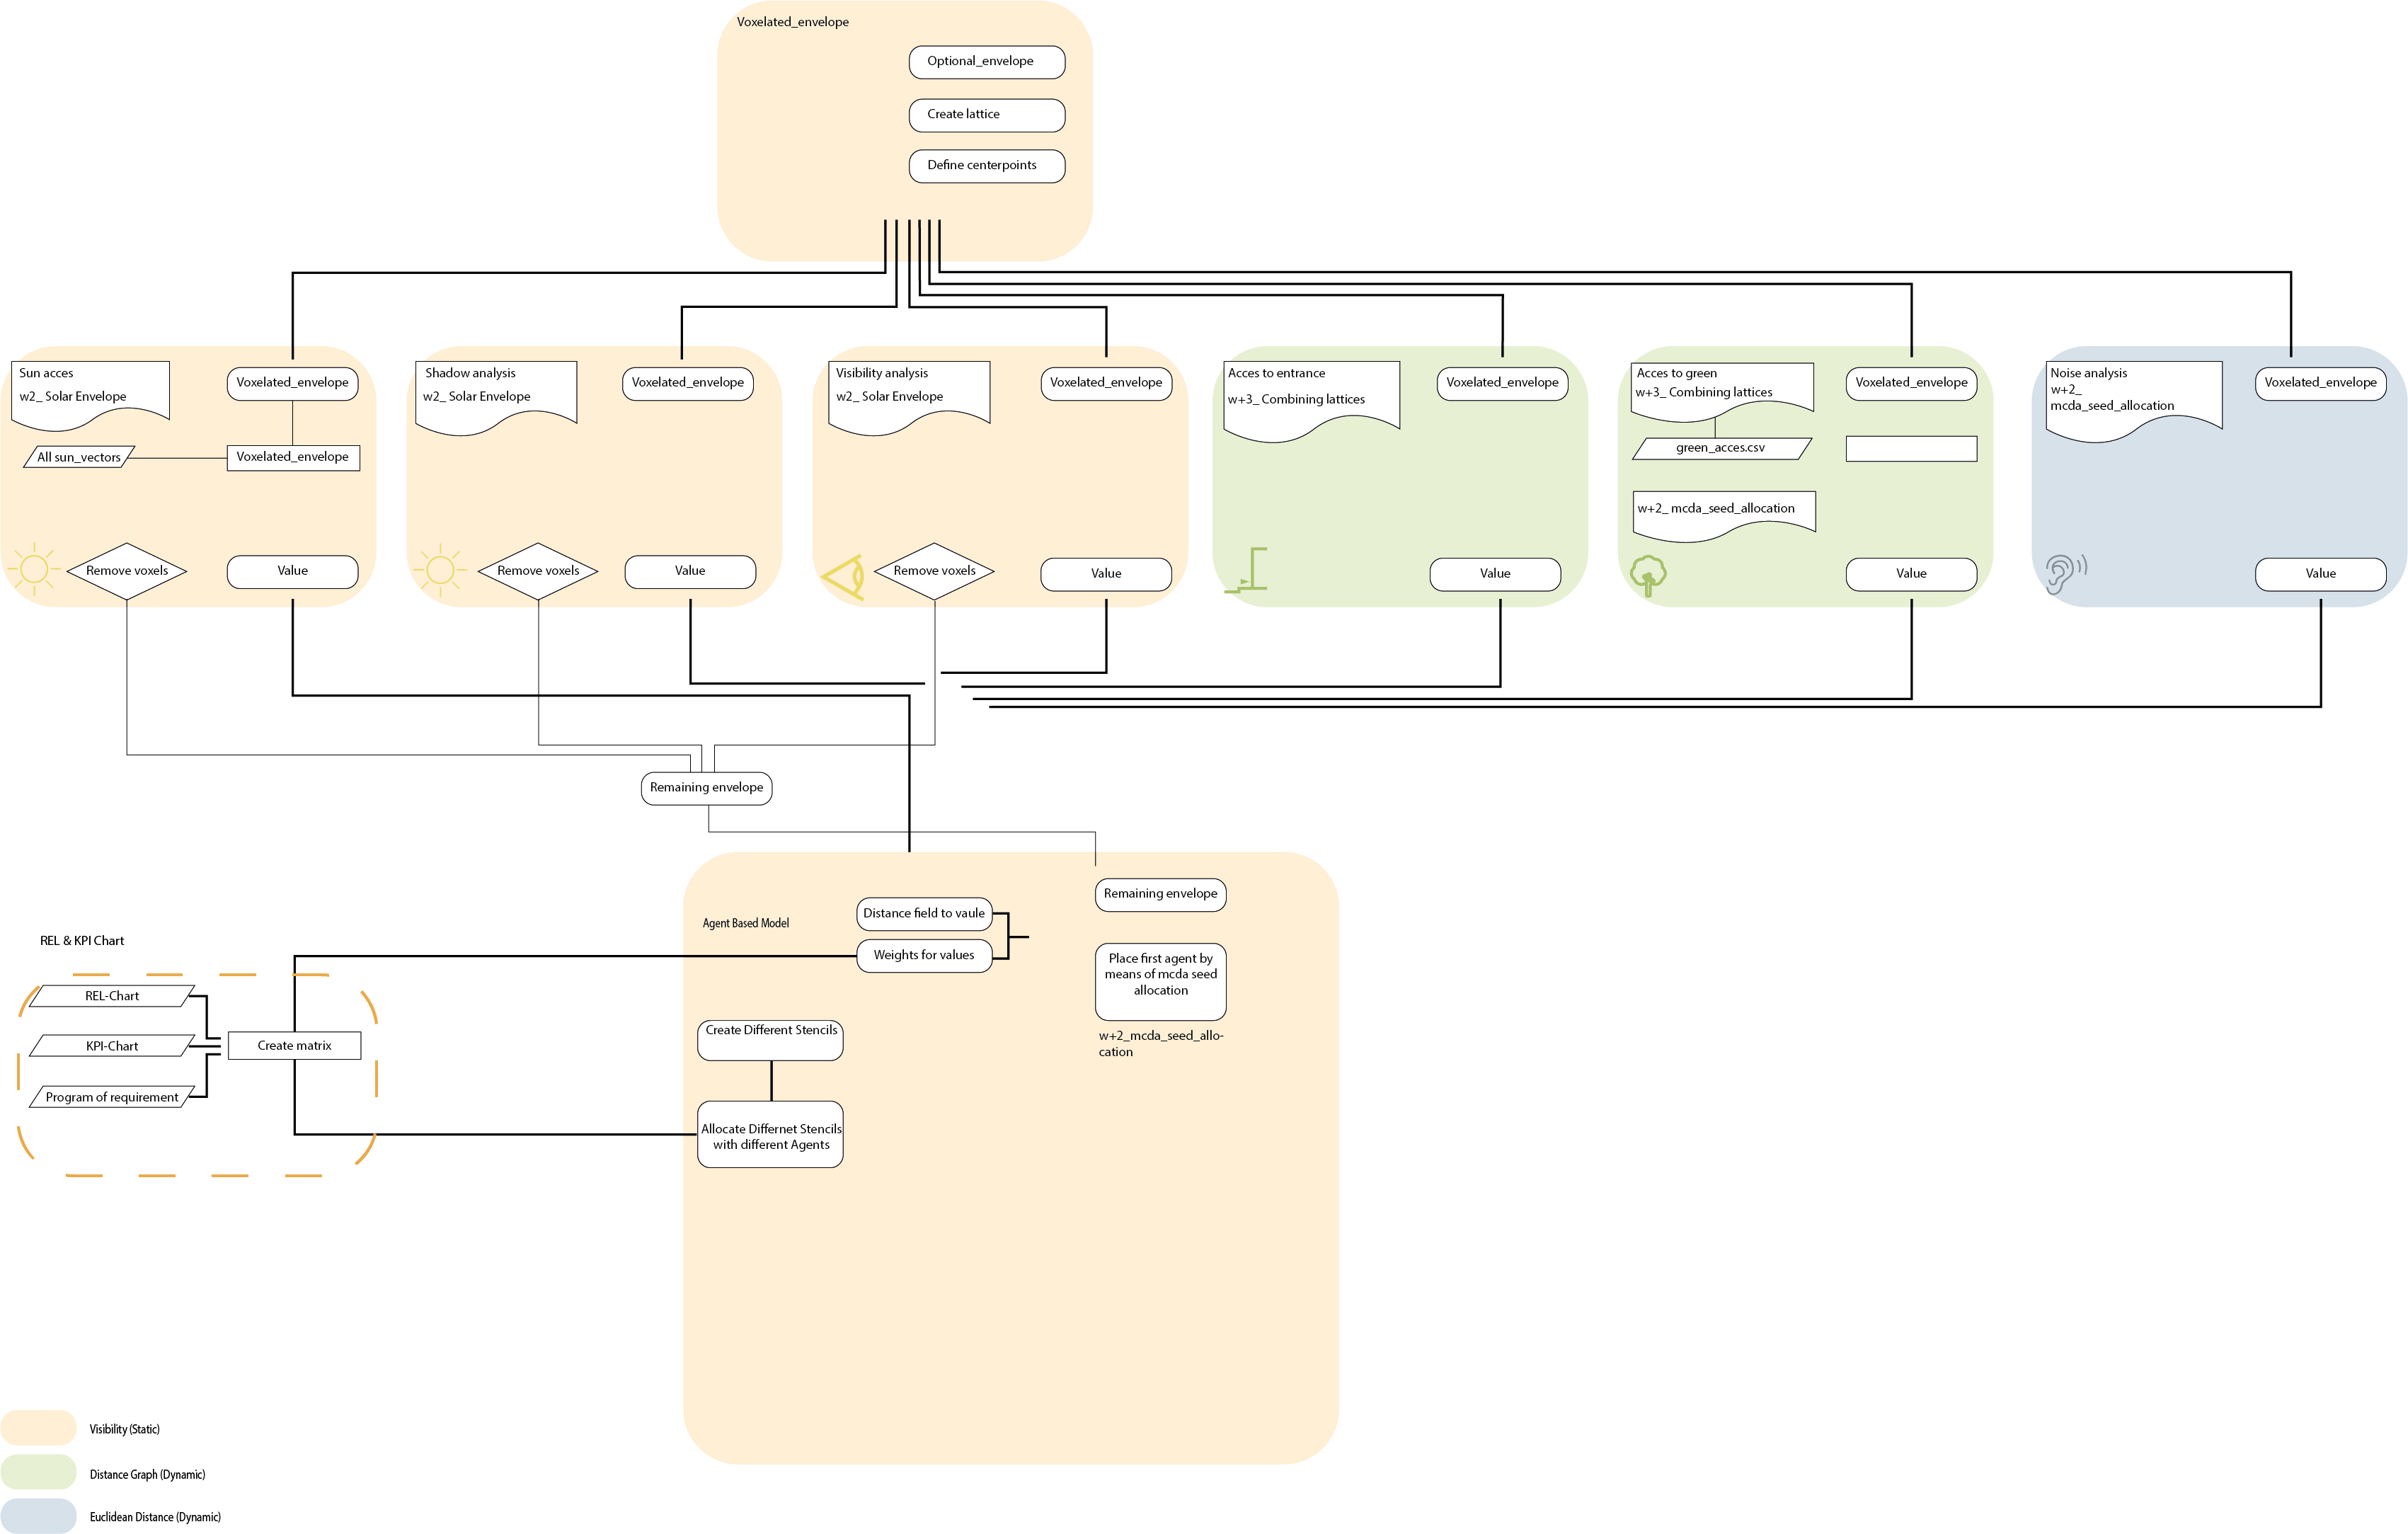 Voxelated_envelope
Optional_envelope
Create lattice
Define centerpoints
Sun acces
w2_ Solar Envelope
Voxelated_envelope
All sun_vectors
Voxelated_envelope
Remove voxels
Value
Shadow analysis
w2_ Solar Envelope
Voxelated_envelope
Remove voxels
Value
Visibility analysis
w2_ Solar Envelope
Voxelated_envelope
Remove voxels
Value
Acces to entrance
w+3_ Combining lattices
Voxelated_envelope
Value
Acces to green
w+3_ Combining lattices
Voxelated_envelope
green_acces.csv
w+2_ mcda_seed_allocation
Value
Noise analysis
w+2_
mcda_seed_allocation
Voxelated_envelope
Value
Remaining envelope
Agent Based Model
Distance field to vaule
Weights for values
Remaining envelope
Place first agent by
means of mcda seed
allocation
w+2_mcda_seed_allo-
cation
Create Different Stencils
Allocate Differnet Stencils
with different Agents
REL & KPI Chart
REL-Chart
KPI-Chart
Program of requirement
Create matrix
Visibility (Static)
Distance Graph (Dynamic)
Euclidean Distance (Dynamic)